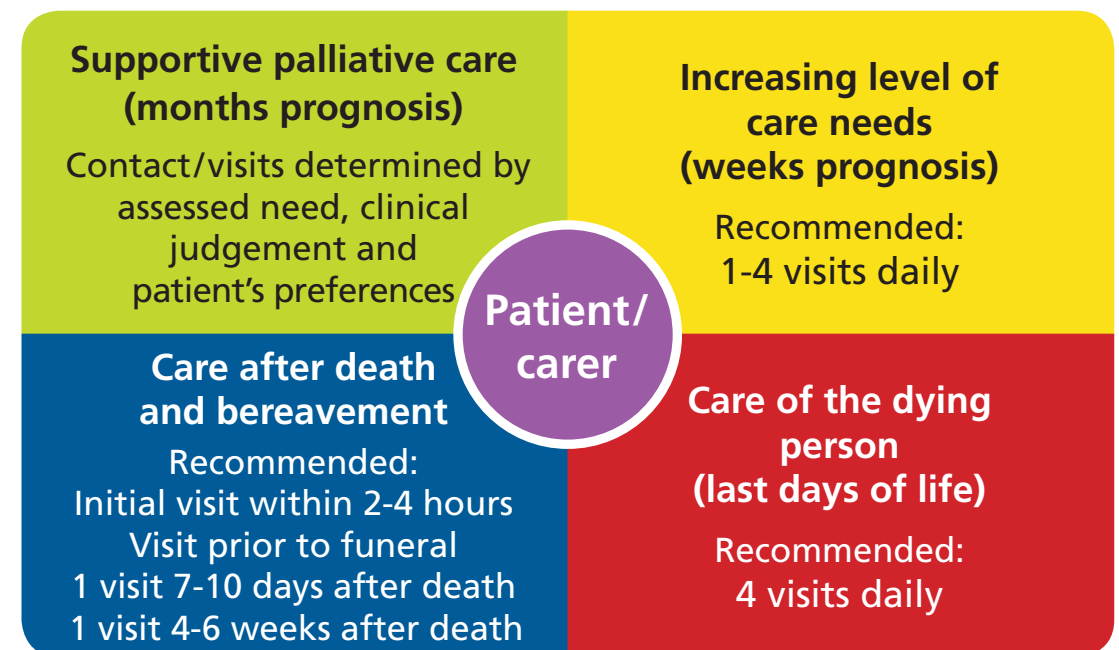 Supportive palliative care
(months prognosis)
Contact/visits determined by
assessed need, clinical
judgement and
patient’s preferences
Increasing level of
care needs
(weeks prognosis)
Recommended:
1-4 visits daily
Patient/
carer
Care after death
and bereavement
Recommended:
Initial visit within 2-4 hours
Visit prior to funeral
1 visit 7-10 days after death
1 visit 4-6 weeks after death
Care of the dying
person
(last days of life)
Recommended:
4 visits daily